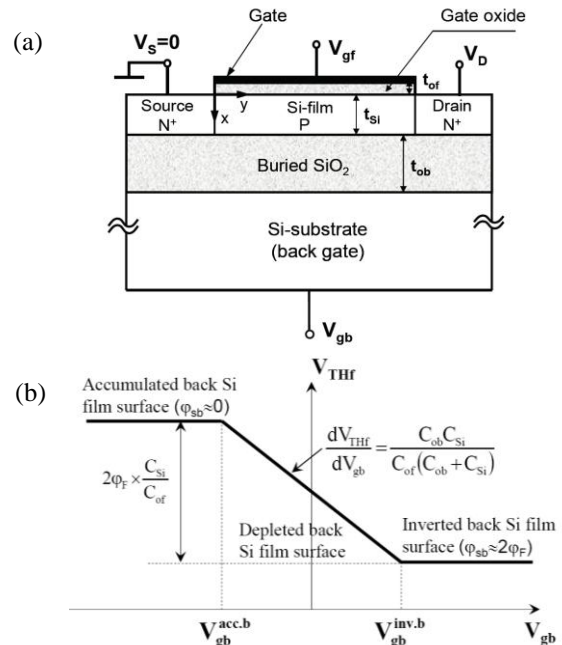 (a)
Gate
Gate oxide
V_S=0
V_gf
V_D
t_of
Source
N⁺
y
x
Si-film
P
t_Si
Drain
N⁺
Buried SiO₂
t_ob
Si-substrate
(back gate)
V_gb
(b)
V_THf
Accumulated back Si
film surface (φ_sb≈0)
dV_THf / dV_gb = C_ob C_Si / C_of (C_ob + C_Si)
2φ_F × C_Si / C_of
Depleted back
Si film surface
Inverted back Si film
surface (φ_sb≈2φ_F)
V_gb^acc.b
V_gb^inv.b
V_gb